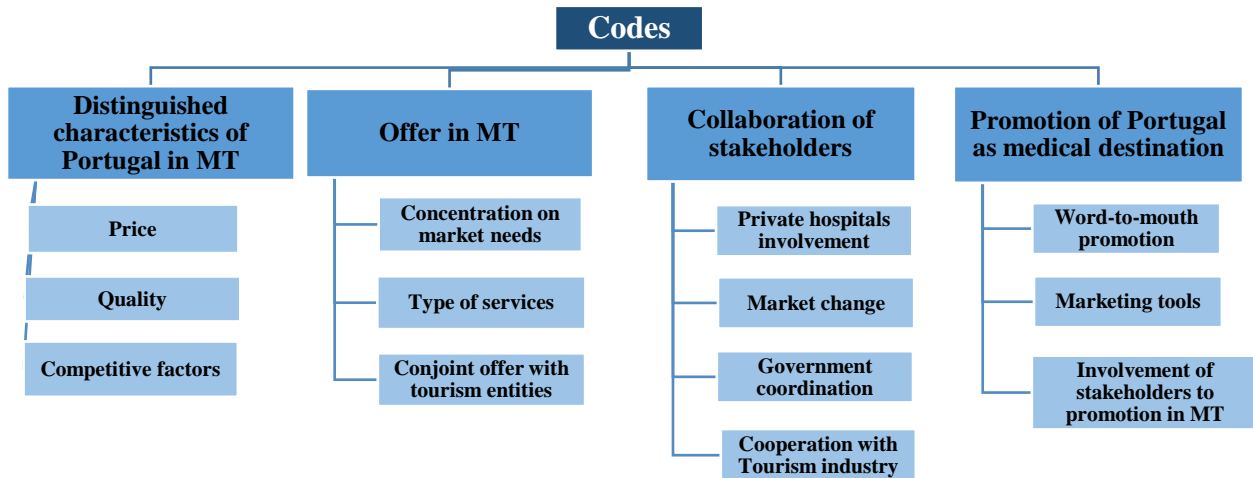 Codes
Distinguished
characteristics of
Portugal in MT
Price
Quality
Competitive factors
Offer in MT
Concentration on
market needs
Type of services
Conjoint offer with
tourism entities
Collaboration of
stakeholders
Private hospitals
involvement
Market change
Government
coordination
Cooperation with
Tourism industry
Promotion of Portugal
as medical destination
Word-to-mouth
promotion
Marketing tools
Involvement of
stakeholders to
promotion in MT